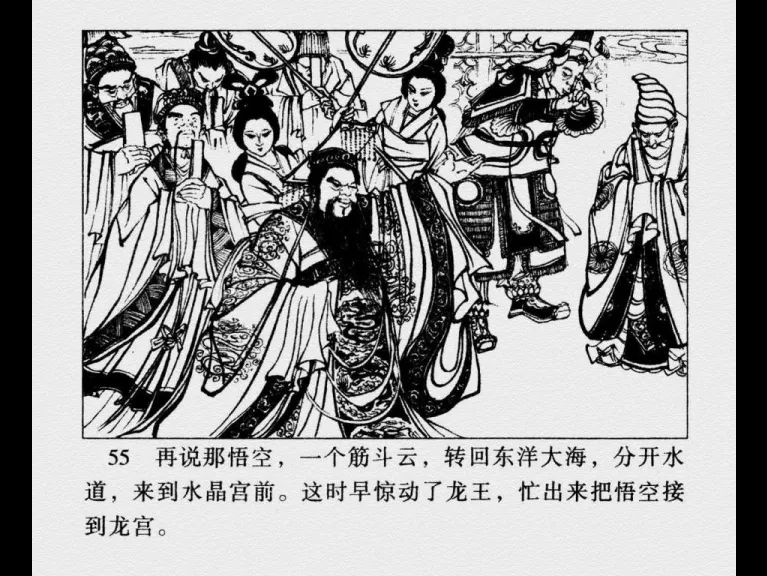 55 再说那悟空，一个筋斗云，转回东洋大海，分开水
道，来到水晶宫前。这时早惊动了龙王，忙出来把悟空接
到龙宫。